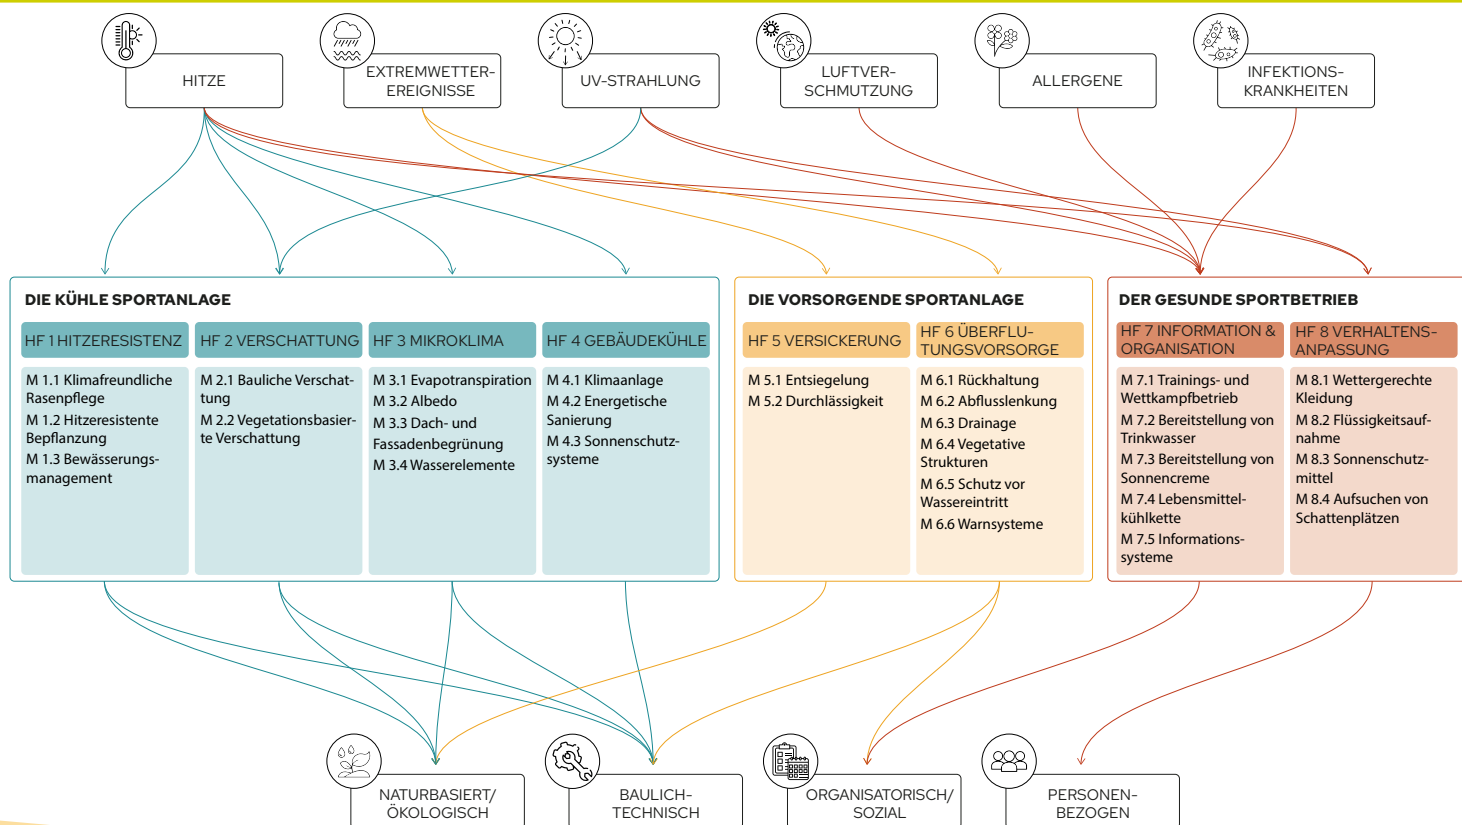 HITZE
EXTREMWETTER-
EREIGNISSE
UV-STRAHLUNG
LUFTVER-
SCHMUTZUNG
ALLERGENE
INFEKTIONS-
KRANKHEITEN
DIE KÜHLE SPORTANLAGE
HF 1 HITZERESISTENZ
M 1.1 Klimafreundliche
Rasenpflege
M 1.2 Hitzeresistente
Bepflanzung
M 1.3 Bewässerungs-
management
HF 2 VERSCHATTUNG
M 2.1 Bauliche Verschat-
tung
M 2.2 Vegetationsbasier-
te Verschattung
HF 3 MIKROKLIMA
M 3.1 Evapotranspiration
M 3.2 Albedo
M 3.3 Dach- und
Fassadenbegrünung
M 3.4 Wasserelemente
HF 4 GEBÄUDEKÜHLE
M 4.1 Klimaanlage
M 4.2 Energetische
Sanierung
M 4.3 Sonnenschutz-
systeme
DIE VORSORGENDE SPORTANLAGE
HF 5 VERSICKERUNG
M 5.1 Entsiegelung
M 5.2 Durchlässigkeit
HF 6 ÜBERFLU-
TUNGSVORSORGE
M 6.1 Rückhaltung
M 6.2 Abflusslenkung
M 6.3 Drainage
M 6.4 Vegetative
Strukturen
M 6.5 Schutz vor
Wassereintritt
M 6.6 Warnsysteme
DER GESUNDE SPORTBETRIEB
HF 7 INFORMATION &
ORGANISATION
M 7.1 Trainings- und
Wettkampfbetrieb
M 7.2 Bereitstellung von
Trinkwasser
M 7.3 Bereitstellung von
Sonnencreme
M 7.4 Lebensmittel-
kühlkette
M 7.5 Informations-
systeme
HF 8 VERHALTENS-
ANPASSUNG
M 8.1 Wettergerechte
Kleidung
M 8.2 Flüssigkeitsauf-
nahme
M 8.3 Sonnenschutz-
mittel
M 8.4 Aufsuchen von
Schattenplätzen
NATURBASIERT/
ÖKOLOGISCH
BAULICH-
TECHNISCH
ORGANISATORISCH/
SOZIAL
PERSONEN-
BEZOGEN